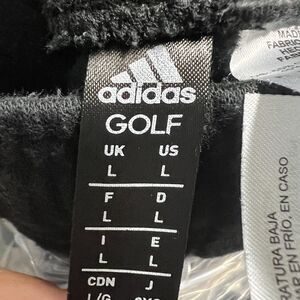 adidas
GOLF
UK US
L L
F D
L L
I E
L L
CDN J
L/G
MADE
FABRIC
ATURA BAJA
EN FRÍO. EN CASO